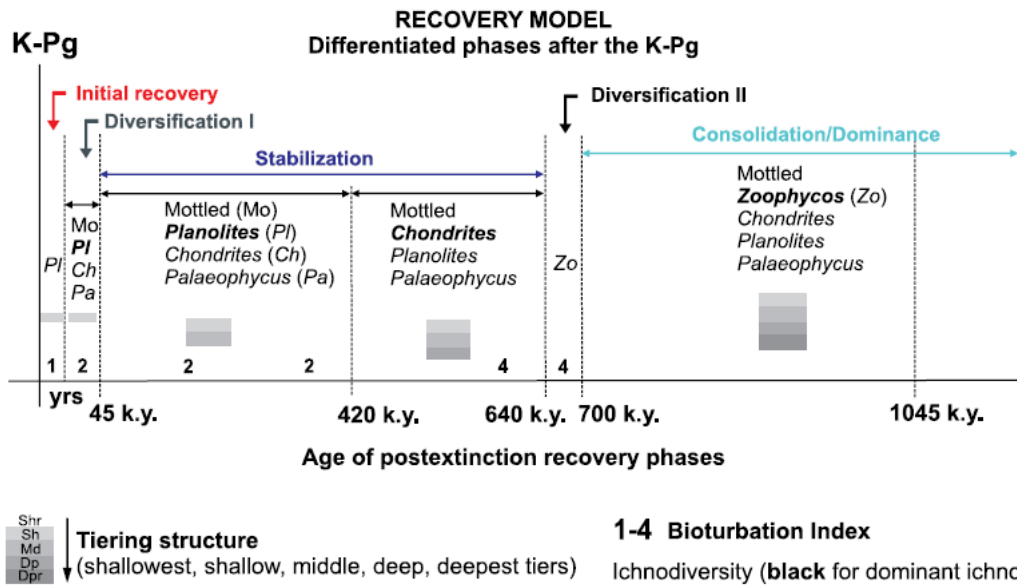 RECOVERY MODEL
Differentiated phases after the K-Pg
K-Pg
Initial recovery
Diversification I
Diversification II
Stabilization
Consolidation/Dominance
Pl
Mo
Pl
Ch
Pa
Mottled (Mo)
Planolites (Pl)
Chondrites (Ch)
Palaeophycus (Pa)
Mottled
Chondrites
Planolites
Palaeophycus
Zo
Mottled
Zoophycos (Zo)
Chondrites
Planolites
Palaeophycus
1 2 2 2 4 4
yrs
45 k.y. 420 k.y. 640 k.y. 700 k.y. 1045 k.y.
Age of postextinction recovery phases
Shr
Sh
Md
Dp
Dpr
Tiering structure
(shallowest, shallow, middle, deep, deepest tiers)
1-4 Bioturbation Index
Ichnodiversity (black for dominant ichno